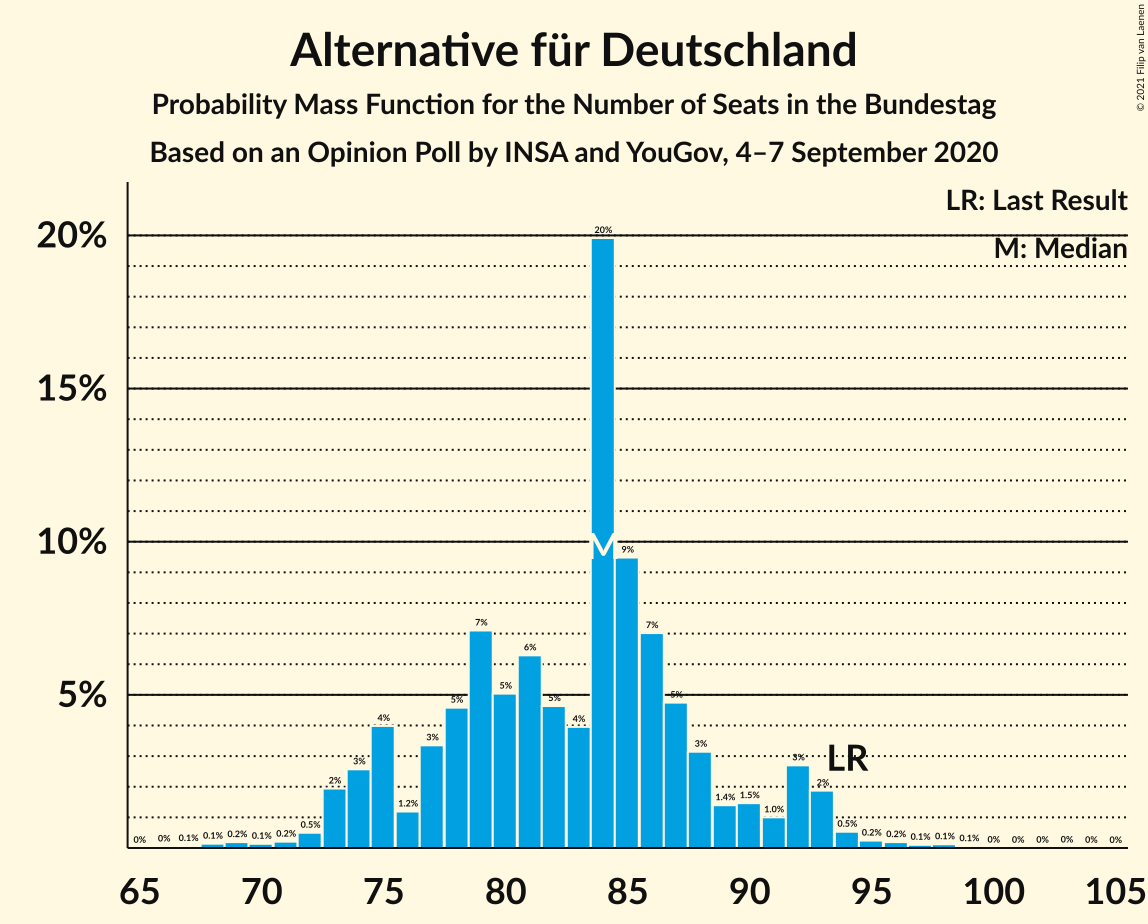 Alternative für Deutschland
Probability Mass Function for the Number of Seats in the Bundestag
Based on an Opinion Poll by INSA and YouGov, 4–7 September 2020
© 2021 Filip van Laenen
LR: Last Result
M: Median
20%
15%
10%
5%
0% 0% 0.1% 0.1% 0.2% 0.1% 0.2% 0.5% 2% 3% 4% 1.2% 3% 5% 7% 5% 6% 5% 4% 20% 9% 7% 5% 3% 1.4% 1.5% 1.0% 3% 2% 0.5% 0.2% 0.2% 0.1% 0.1% 0.1% 0% 0% 0% 0% 0% 0%
M
LR
65 70 75 80 85 90 95 100 105